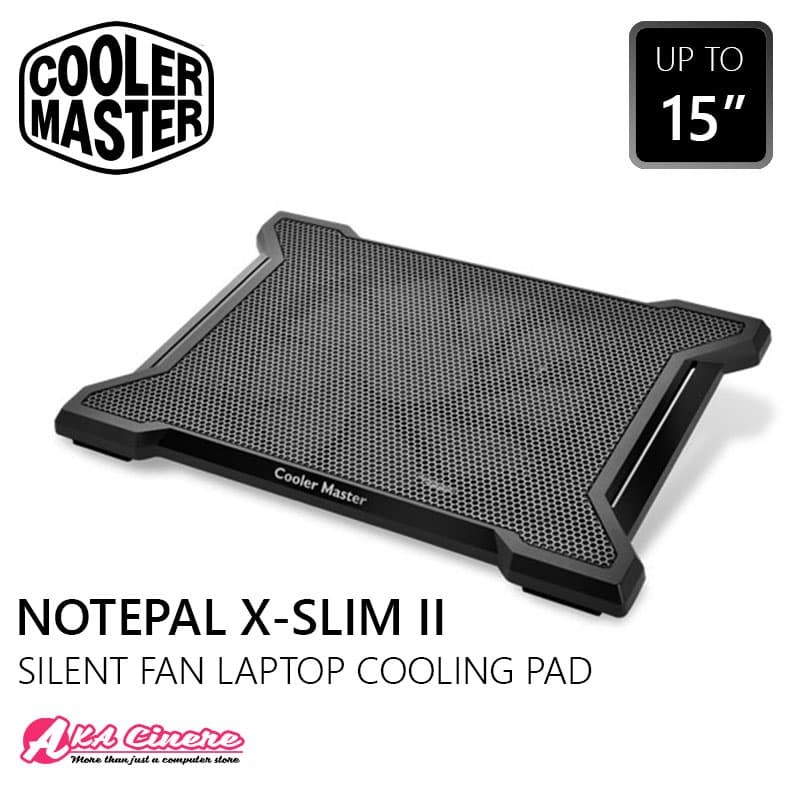 COOLER
MASTER
UP TO
15”
Cooler Master
NOTEPAL X-SLIM II
SILENT FAN LAPTOP COOLING PAD
AKA Cinere
More than just a computer store